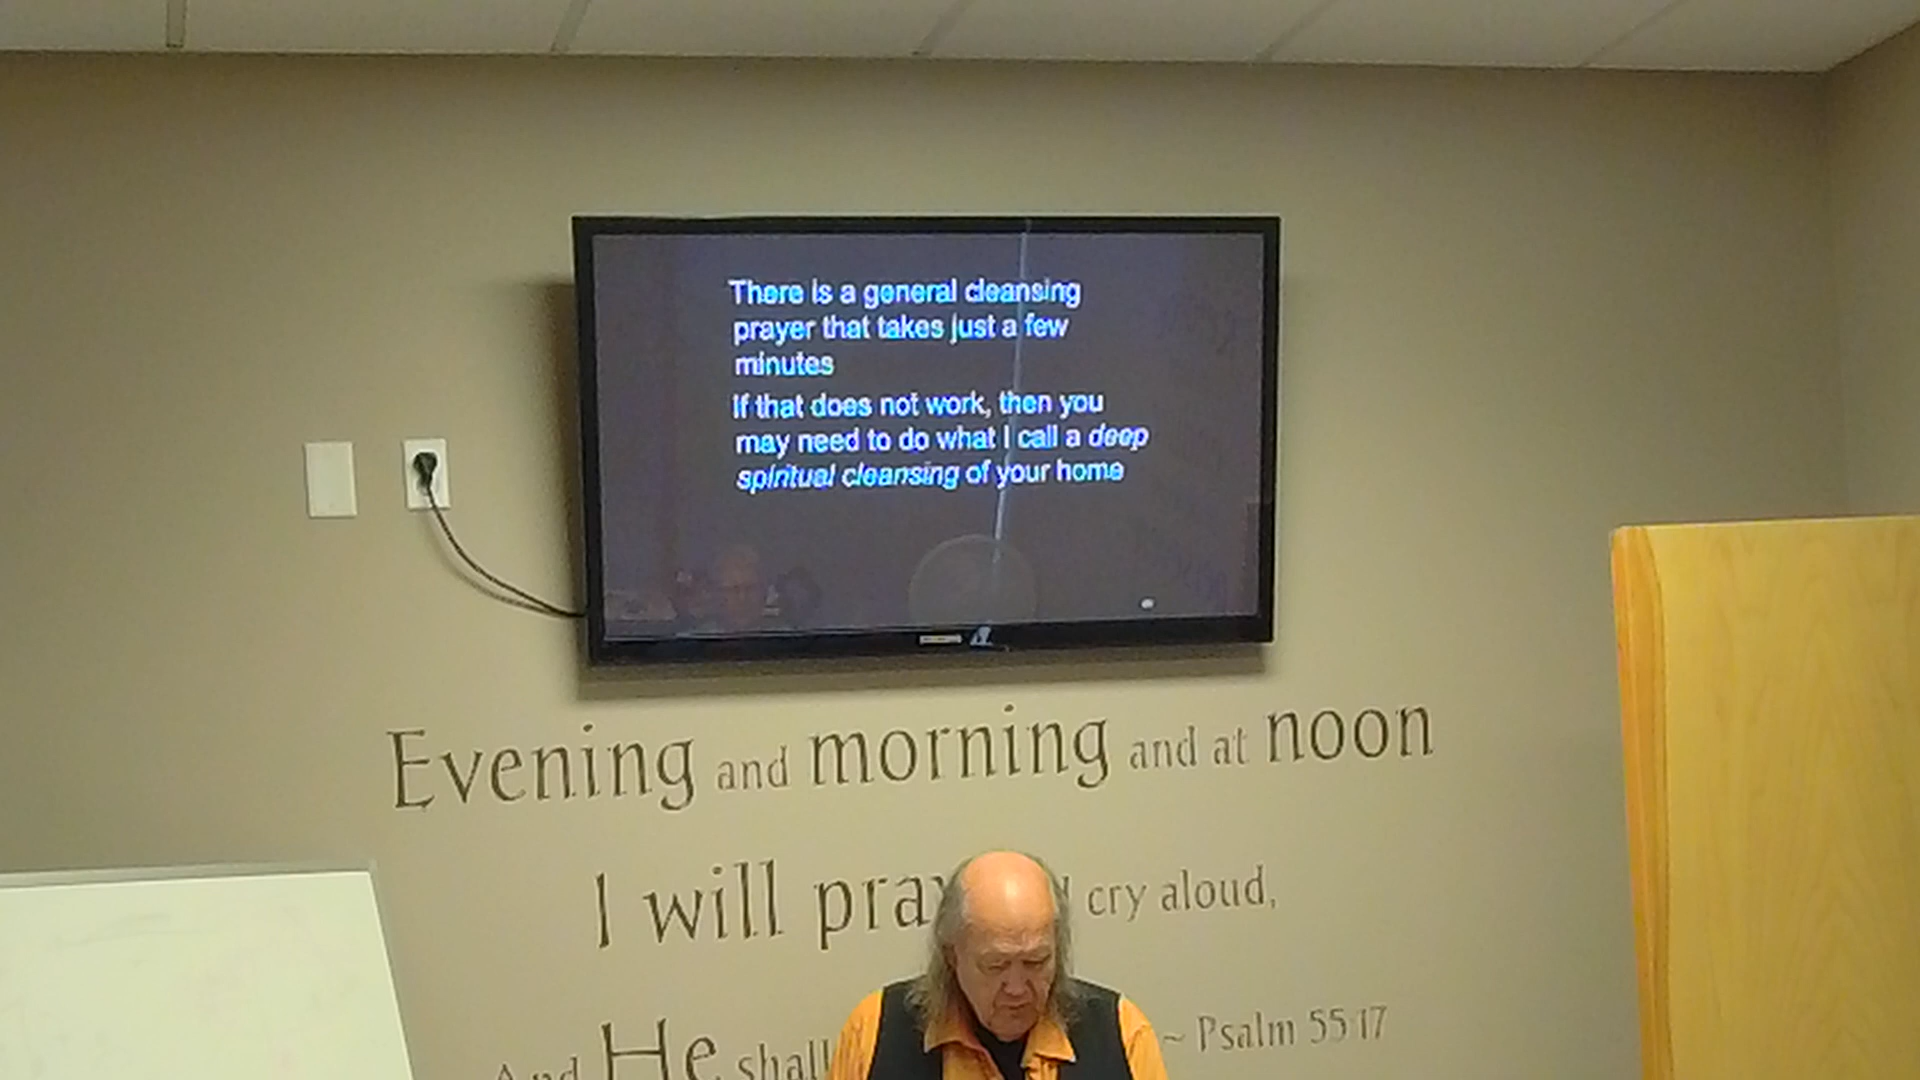 There is a general cleansing
prayer that takes just a few
minutes
If that does not work, then you
may need to do what I call a deep
spiritual cleansing of your home
Evening and morning and at noon
I will pray cry aloud,
And He shall ~ Psalm 55:17